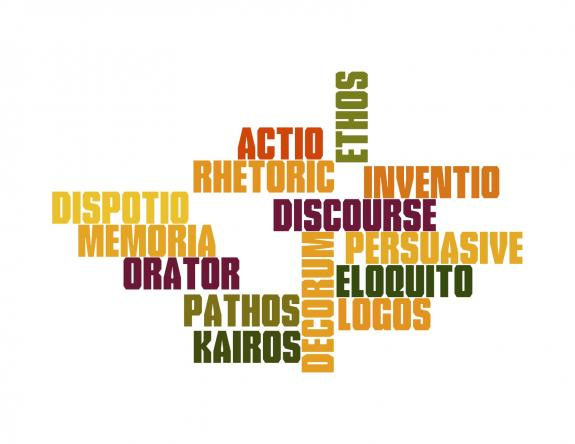 ETHOS
ACTIO
RHETORIC
INVENTIO
DISPOTIO
DISCOURSE
MEMORIA
PERSUASIVE
ORATOR
ELOQUITO
DECORUM
PATHOS
LOGOS
KAIROS